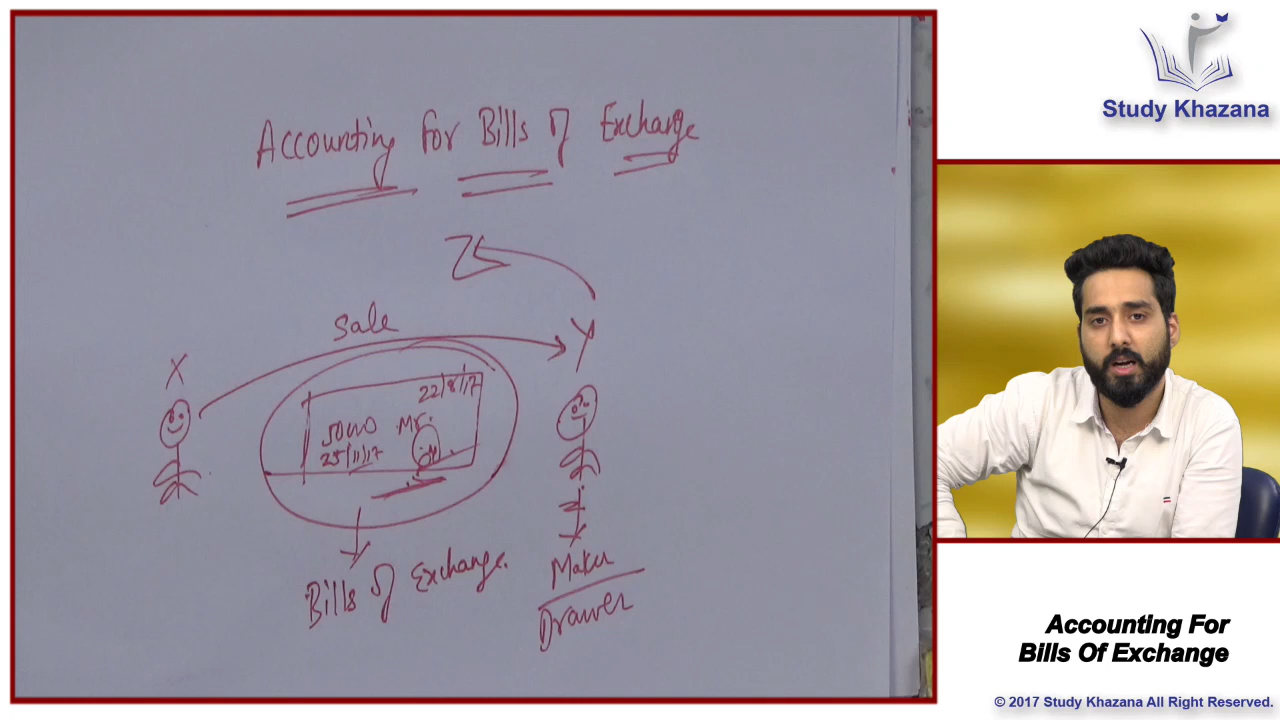 Accounting For Bills of Exchange
Z
Sale
X
Y
22/8/17
Mr.
25/11/17
Bills of Exchange.
Maker
Drawer
Study Khazana
Accounting For
Bills Of Exchange
© 2017 Study Khazana All Right Reserved.